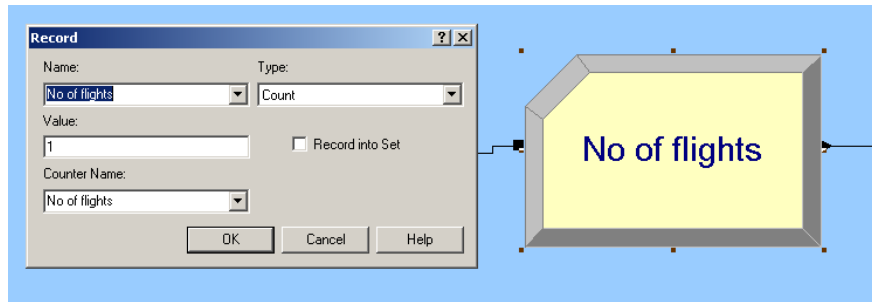 Record
Name:
Type:
No of flights
Count
Value:
1
Record into Set
Counter Name:
No of flights
OK
Cancel
Help
No of flights